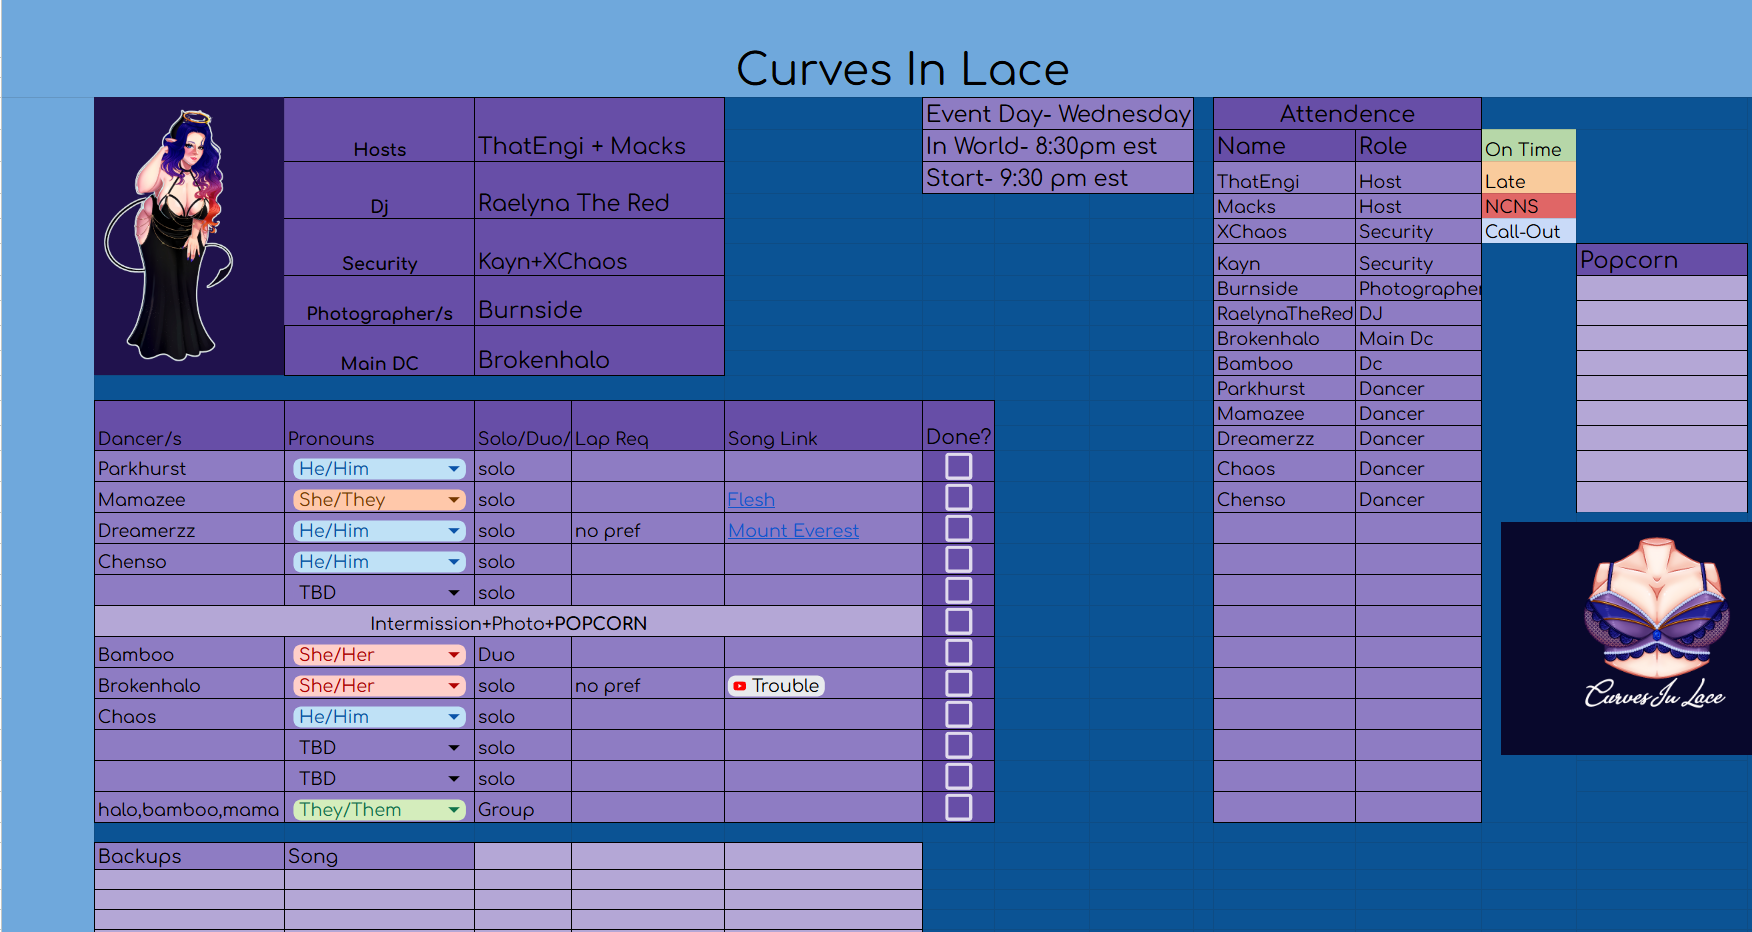 Curves In Lace
Hosts ThatEngi + Macks
Dj Raelyna The Red
Security Kayn+XChaos
Photographer/s Burnside
Main DC Brokenhalo
Event Day- Wednesday
In World- 8:30pm est
Start- 9:30 pm est
Attendence
Name Role
ThatEngi Host
Macks Host
XChaos Security
Kayn Security
Burnside Photographer
RaelynaTheRed DJ
Brokenhalo Main Dc
Bamboo Dc
Parkhurst Dancer
Mamazee Dancer
Dreamerzz Dancer
Chaos Dancer
Chenso Dancer
On Time
Late
NCNS
Call-Out
Popcorn
Dancer/s Pronouns Solo/Duo/ Lap Req Song Link Done?
Parkhurst He/Him solo
Mamazee She/They solo Flesh
Dreamerzz He/Him solo no pref Mount Everest
Chenso He/Him solo
TBD solo
Intermission+Photo+POPCORN
Bamboo She/Her Duo
Brokenhalo She/Her solo no pref Trouble
Chaos He/Him solo
TBD solo
TBD solo
halo,bamboo,mama They/Them Group
Backups Song
Curves In Lace